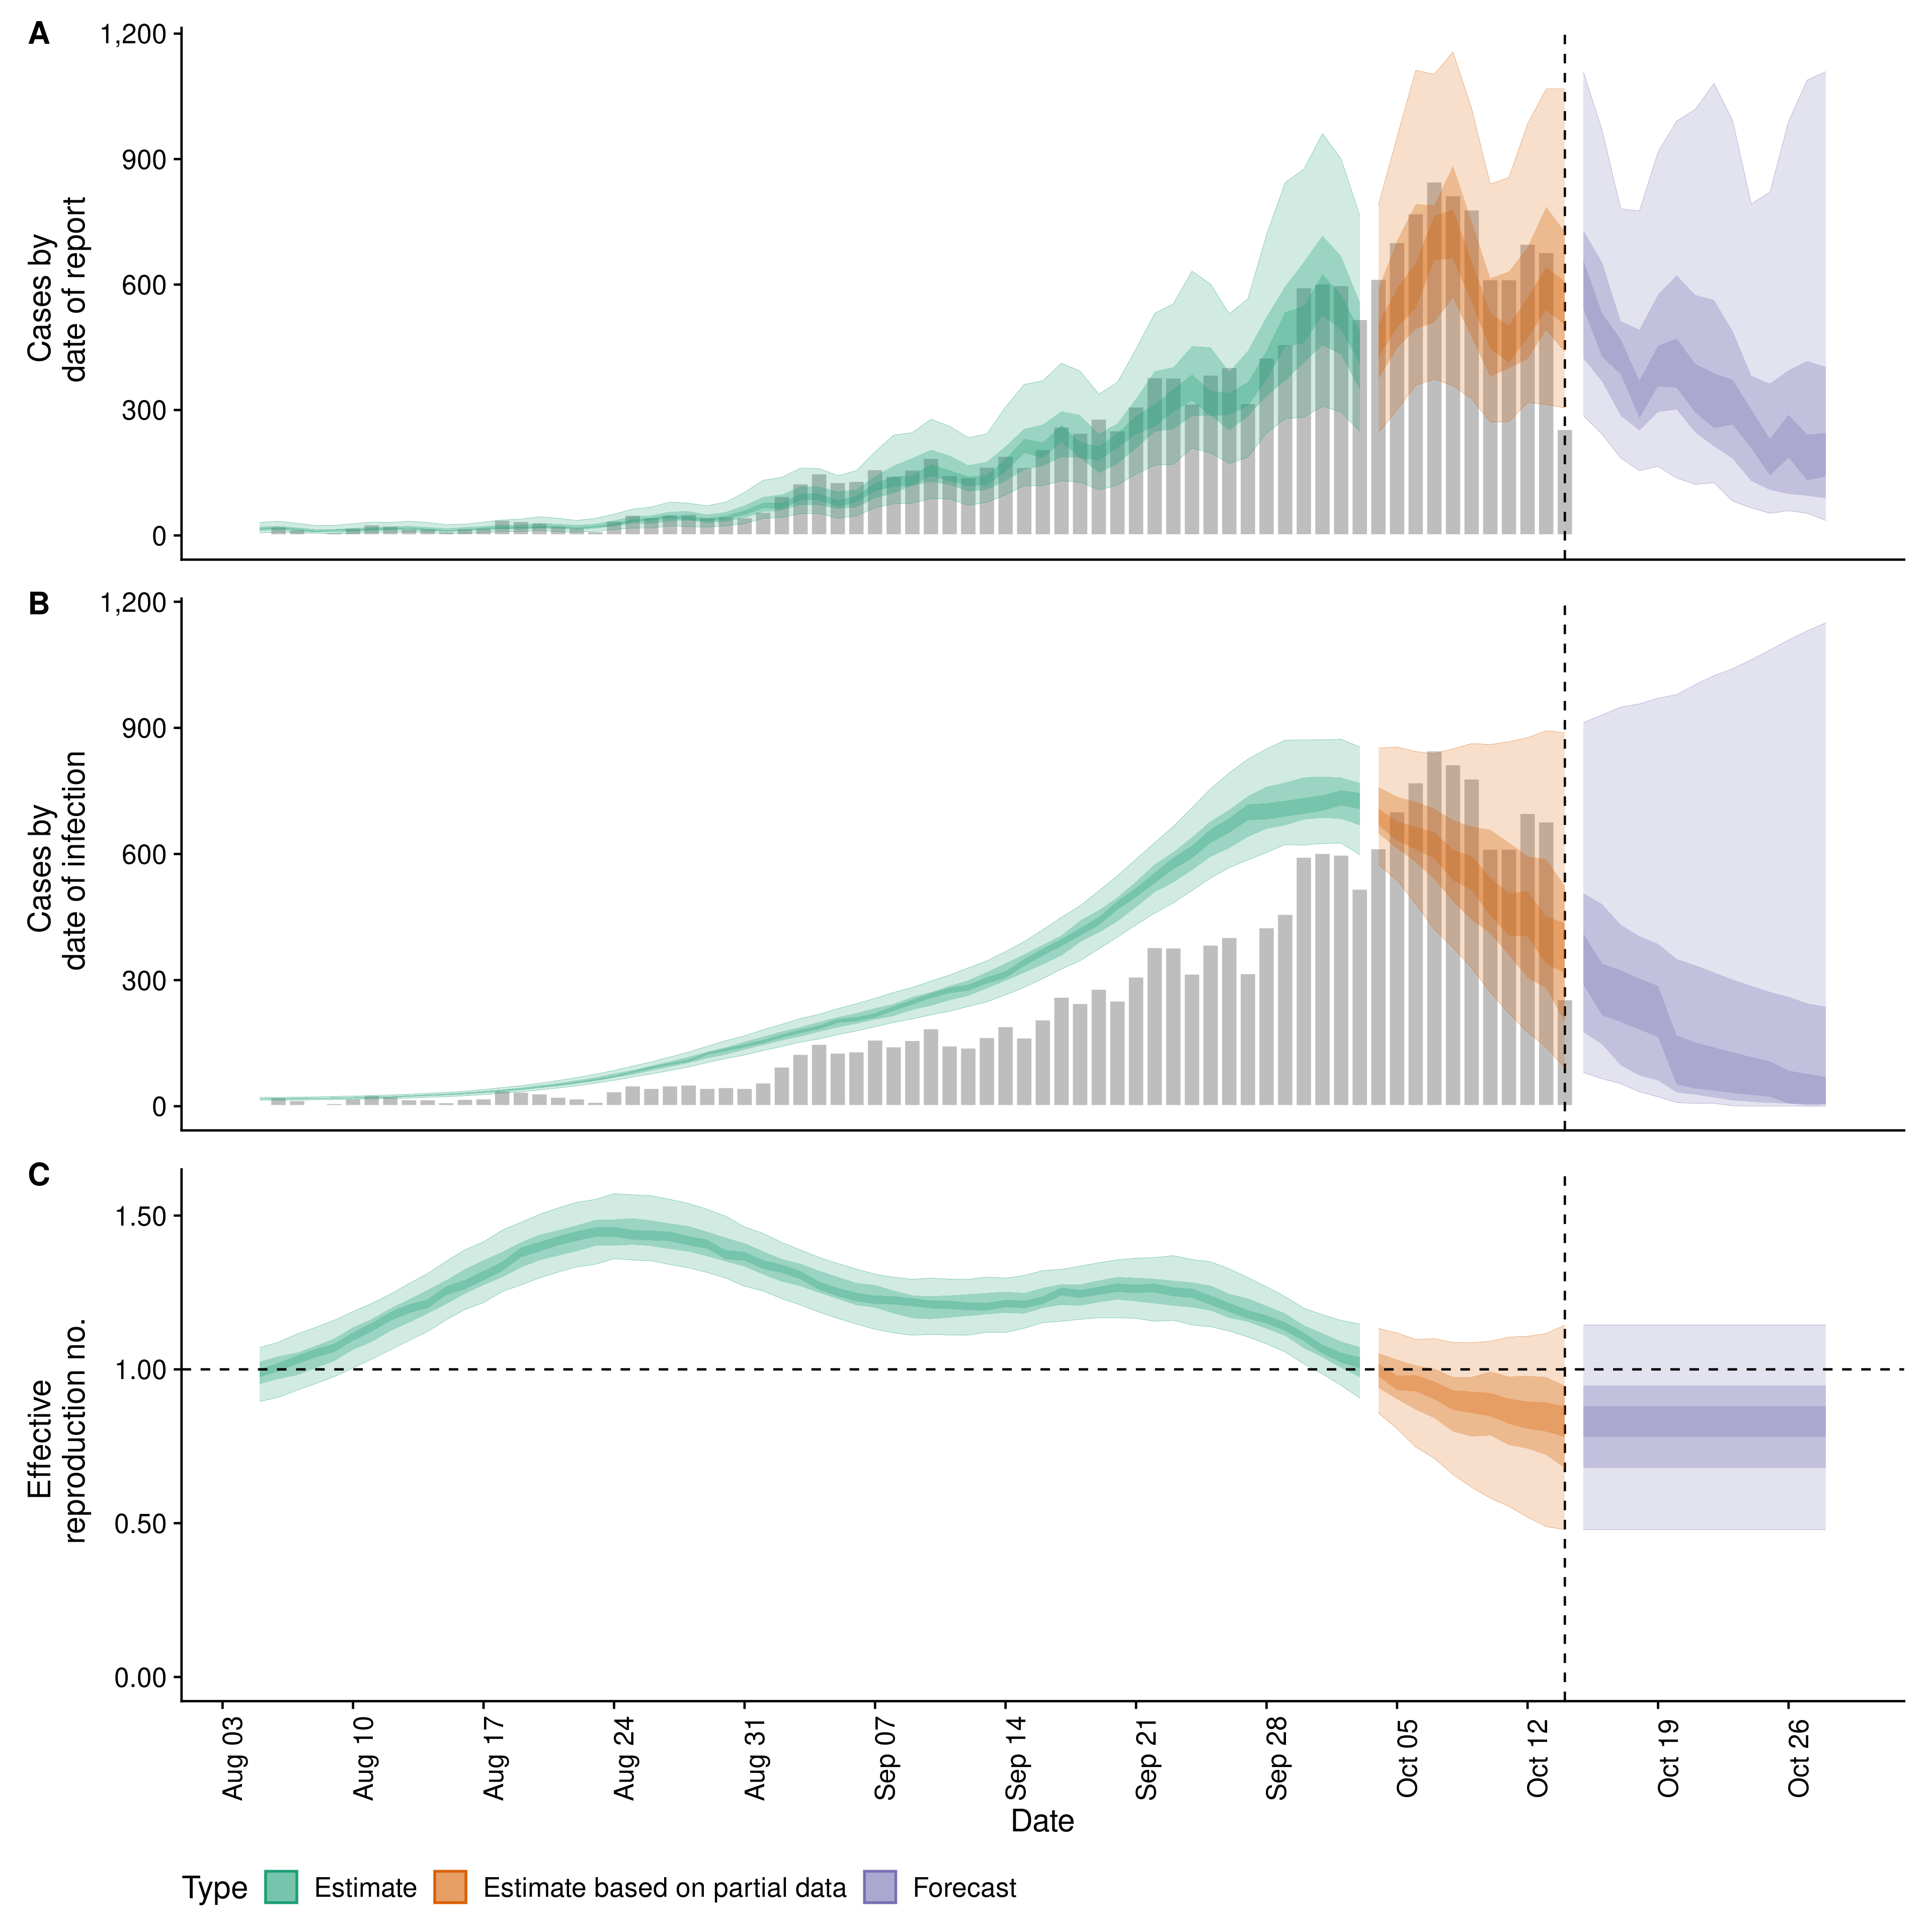 A
Cases by
date of report
1,200
900
600
300
0
B
Cases by
date of infection
1,200
900
600
300
0
C
Effective
reproduction no.
1.50
1.00
0.50
0.00
Aug 03
Aug 10
Aug 17
Aug 24
Aug 31
Sep 07
Sep 14
Sep 21
Sep 28
Oct 05
Oct 12
Oct 19
Oct 26
Date
Type Estimate Estimate based on partial data Forecast